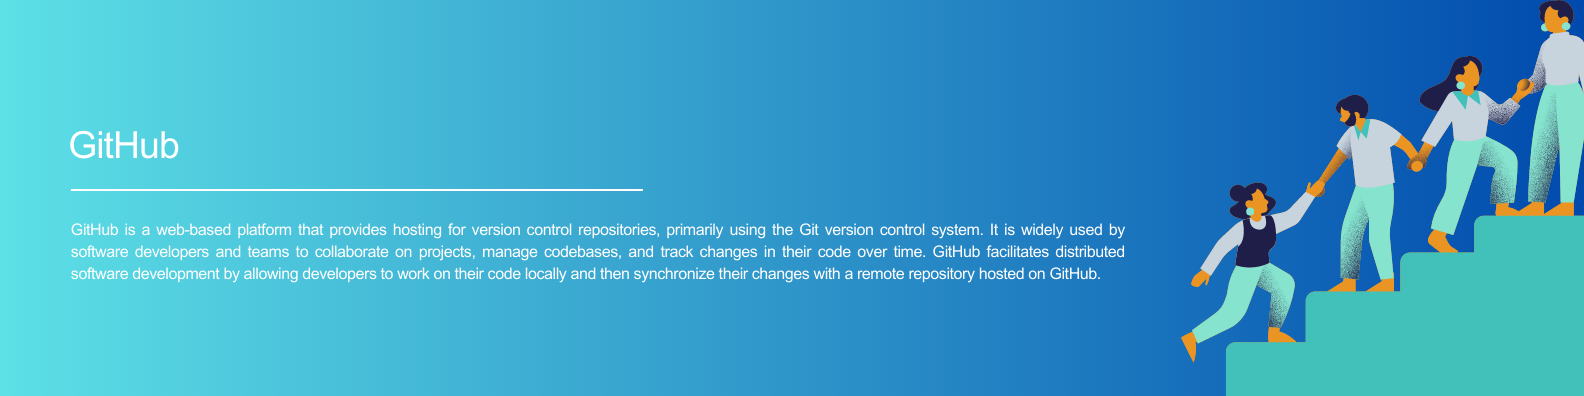 GitHub
GitHub is a web-based platform that provides hosting for version control repositories, primarily using the Git version control system. It is widely used by
software developers and teams to collaborate on projects, manage codebases, and track changes in their code over time. GitHub facilitates distributed
software development by allowing developers to work on their code locally and then synchronize their changes with a remote repository hosted on GitHub.